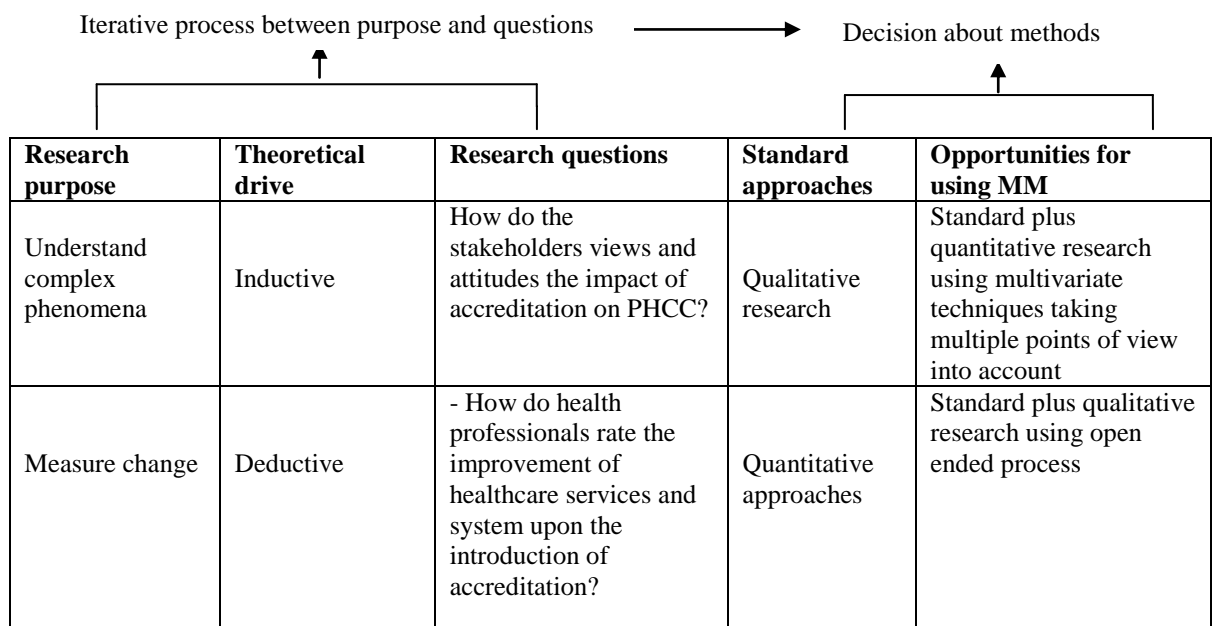 Iterative process between purpose and questions
Decision about methods
Research
purpose
Theoretical
drive
Research questions
Standard
approaches
Opportunities for
using MM
Understand
complex
phenomena
Inductive
How do the
stakeholders views and
attitudes the impact of
accreditation on PHCC?
Qualitative
research
Standard plus
quantitative research
using multivariate
techniques taking
multiple points of view
into account
Measure change
Deductive
- How do health
professionals rate the
improvement of
healthcare services and
system upon the
introduction of
accreditation?
Quantitative
approaches
Standard plus qualitative
research using open
ended process